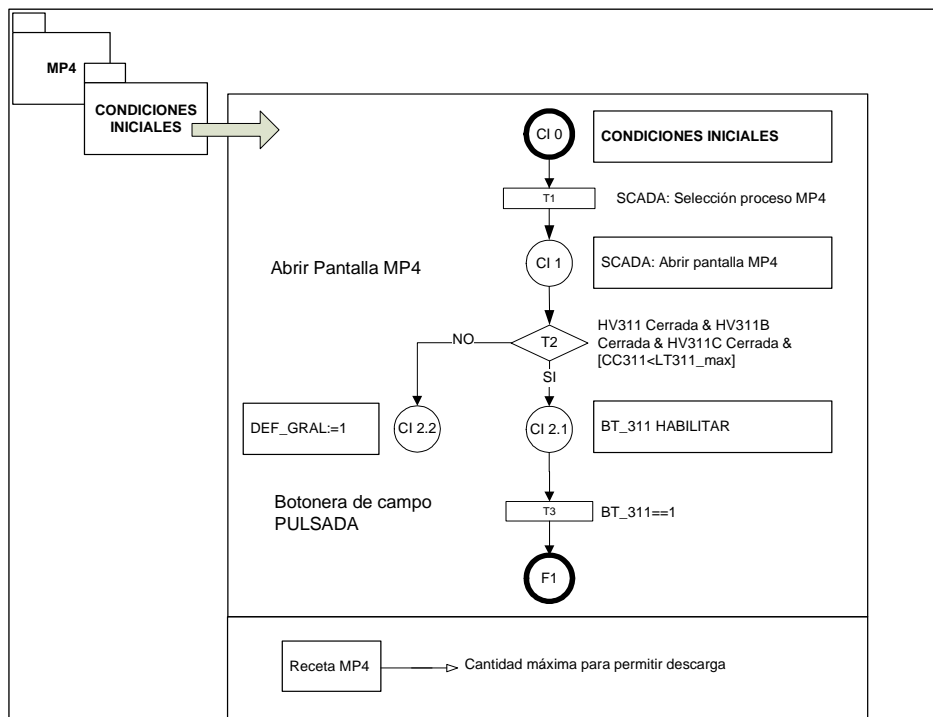 MP4
CONDICIONES
INICIALES
CI 0
CONDICIONES INICIALES
T1
SCADA: Selección proceso MP4
Abrir Pantalla MP4
CI 1
SCADA: Abrir pantalla MP4
NO
T2
HV311 Cerrada & HV311B
Cerrada & HV311C Cerrada &
[CC311<LT311_max]
SI
DEF_GRAL:=1
CI 2.2
CI 2.1
BT_311 HABILITAR
Botonera de campo
PULSADA
T3
BT_311==1
F1
Receta MP4
Cantidad máxima para permitir descarga